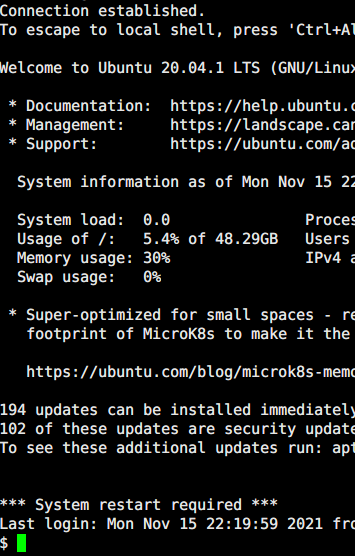 Connection established.
To escape to local shell, press 'Ctrl+Al
Welcome to Ubuntu 20.04.1 LTS (GNU/Linux
* Documentation: https://help.ubuntu.c
* Management: https://landscape.can
* Support: https://ubuntu.com/ad
System information as of Mon Nov 15 22
System load: 0.0 Proces
Usage of /: 5.4% of 48.29GB Users
Memory usage: 30% IPv4 a
Swap usage: 0%
* Super-optimized for small spaces - re
footprint of MicroK8s to make it the
https://ubuntu.com/blog/microk8s-memo
194 updates can be installed immediately
102 of these updates are security update
To see these additional updates run: apt
*** System restart required ***
Last login: Mon Nov 15 22:19:59 2021 fro
$